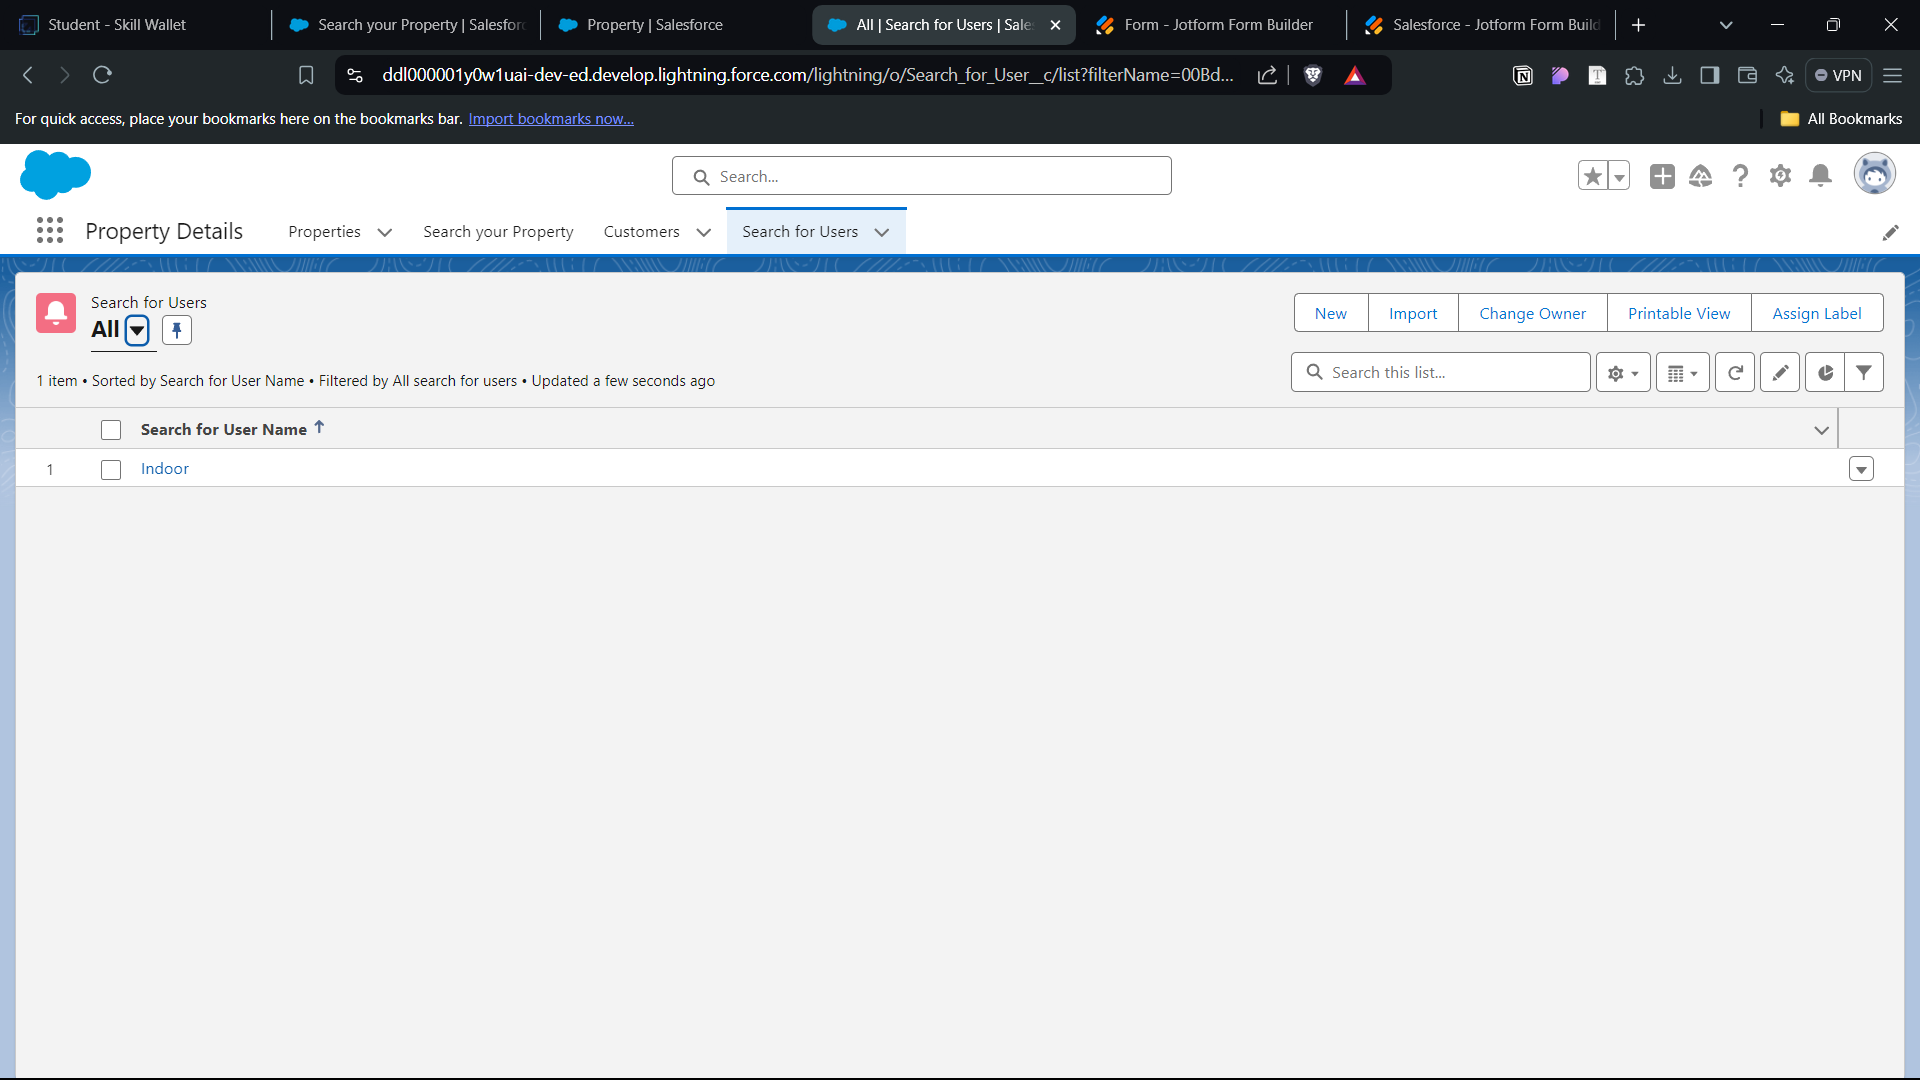 Student - Skill Wallet
Search your Property | Salesforc
Property | Salesforce
All | Search for Users | Sale
Form - Jotform Form Builder
Salesforce - Jotform Form Build
ddl000001y0w1uai-dev-ed.develop.lightning.force.com/lightning/o/Search_for_User__c/list?filterName=00Bd...
VPN
For quick access, place your bookmarks here on the bookmarks bar. Import bookmarks now...
All Bookmarks
Search...
Property Details
Properties
Search your Property
Customers
Search for Users
Search for Users
All
New
Import
Change Owner
Printable View
Assign Label
1 item • Sorted by Search for User Name • Filtered by All search for users • Updated a few seconds ago
Search this list...
Search for User Name
1
Indoor